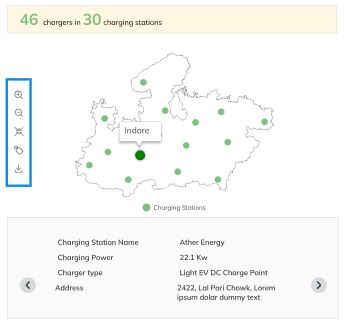 46 chargers in 30 charging stations
Indore
Charging Stations
Charging Station Name Ather Energy
Charging Power 22.1 Kw
Charger type Light EV DC Charge Point
Address 2422, Lal Pari Chowk, Lorem
ipsum dolar dummy text